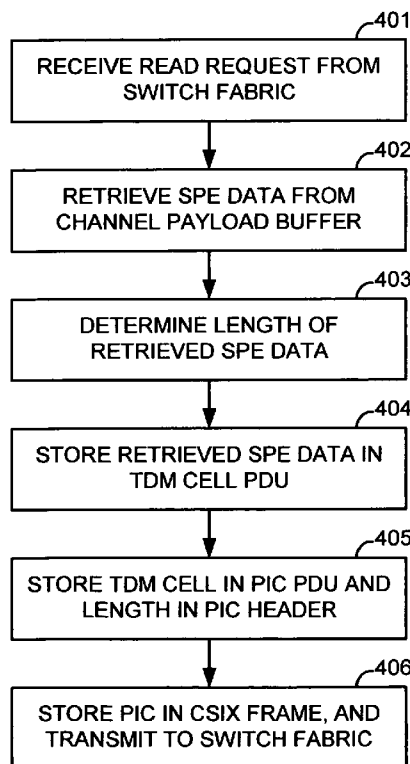 401
RECEIVE READ REQUEST FROM
SWITCH FABRIC
402
RETRIEVE SPE DATA FROM
CHANNEL PAYLOAD BUFFER
403
DETERMINE LENGTH OF
RETRIEVED SPE DATA
404
STORE RETRIEVED SPE DATA IN
TDM CELL PDU
405
STORE TDM CELL IN PIC PDU AND
LENGTH IN PIC HEADER
406
STORE PIC IN CSIX FRAME, AND
TRANSMIT TO SWITCH FABRIC